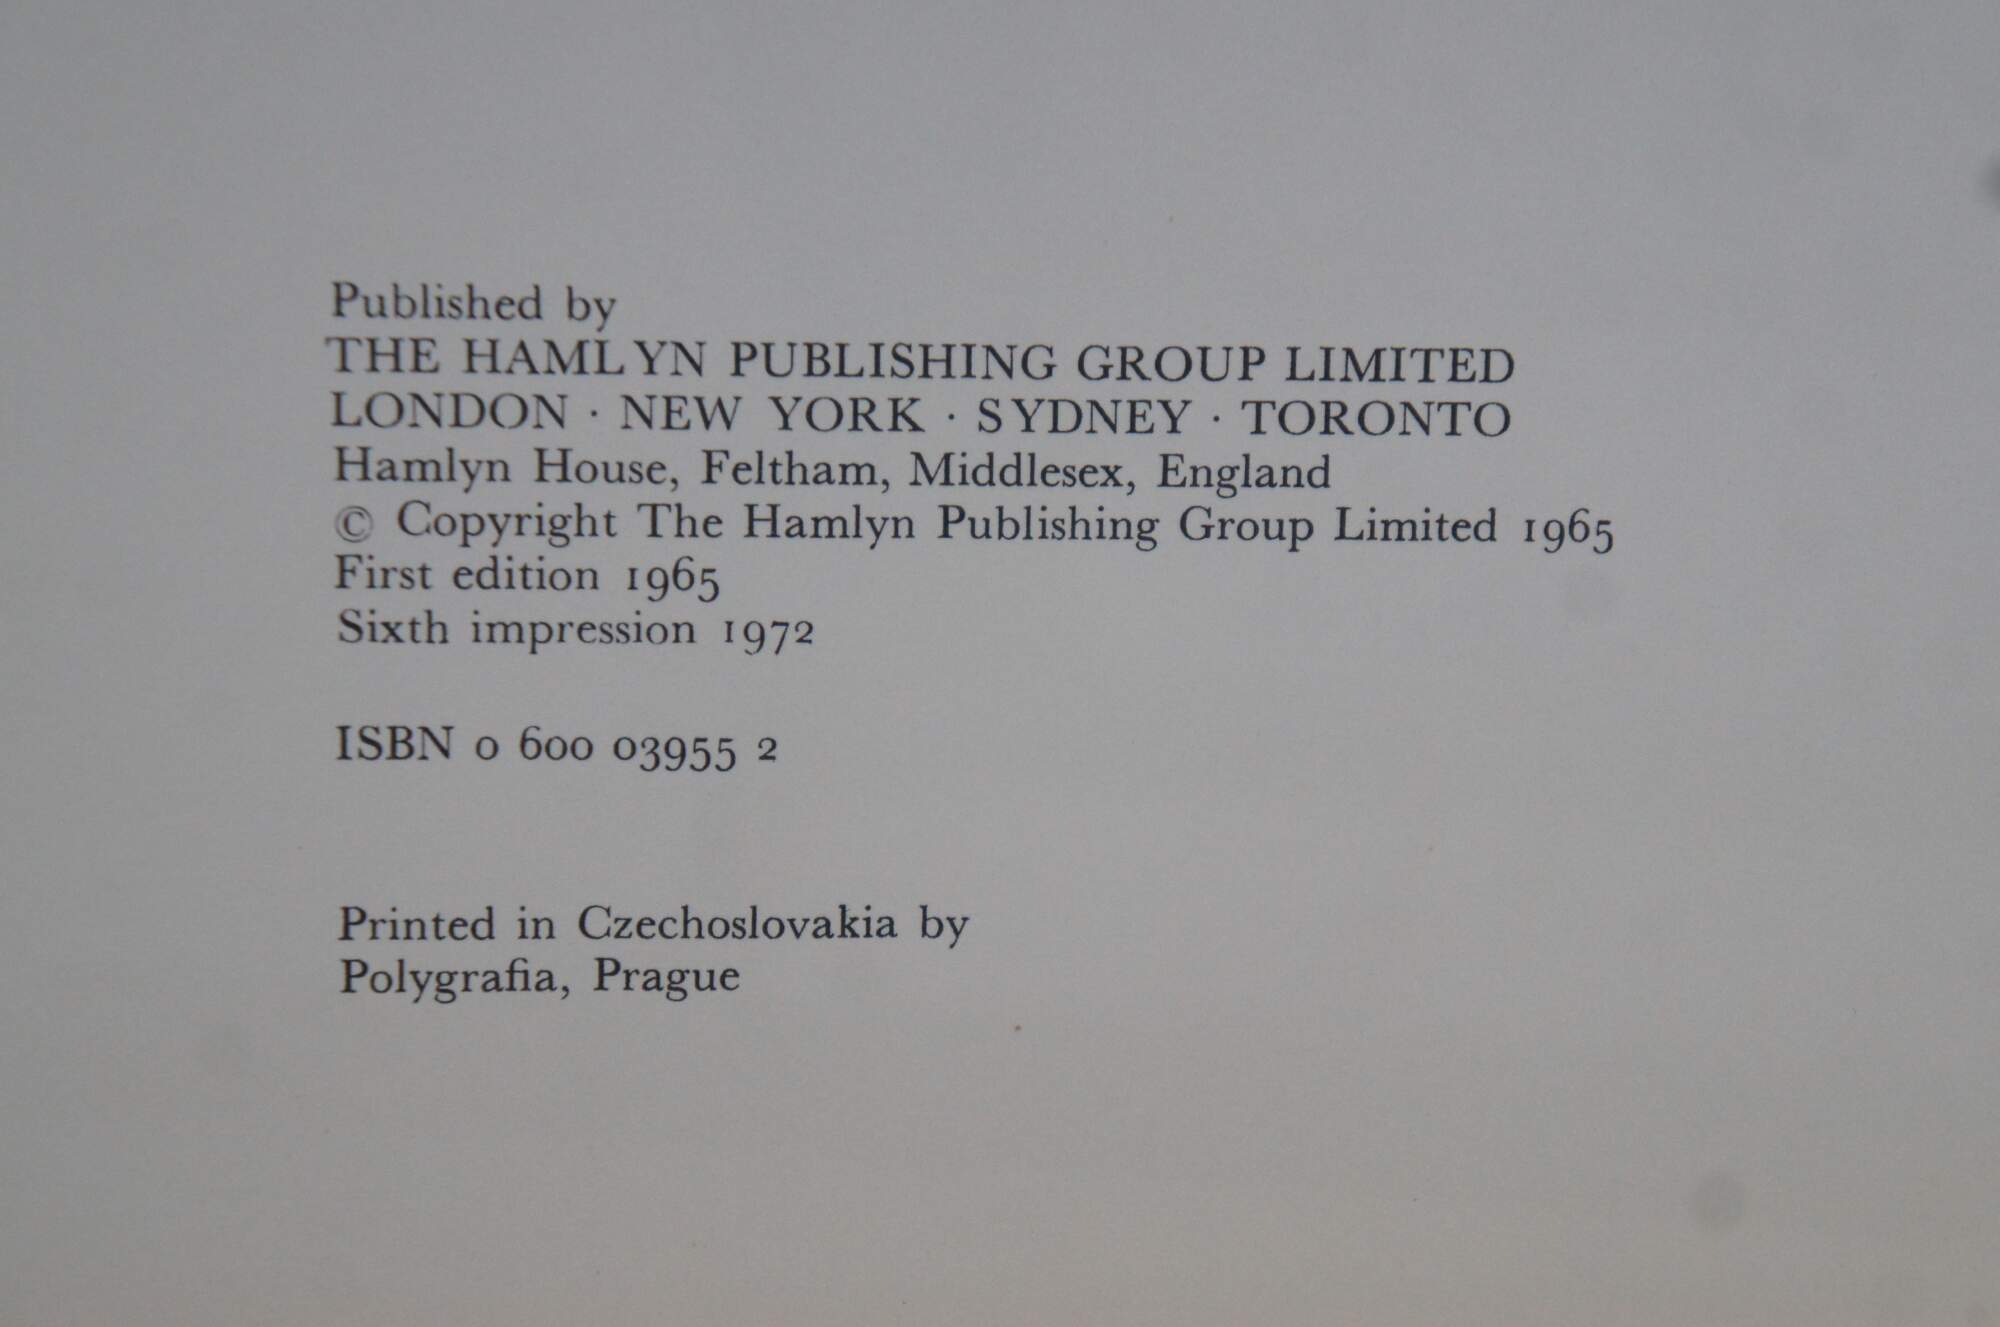 Published by
THE HAMLYN PUBLISHING GROUP LIMITED
LONDON · NEW YORK · SYDNEY · TORONTO
Hamlyn House, Feltham, Middlesex, England
© Copyright The Hamlyn Publishing Group Limited 1965
First edition 1965
Sixth impression 1972
ISBN 0 600 03955 2
Printed in Czechoslovakia by
Polygrafia, Prague